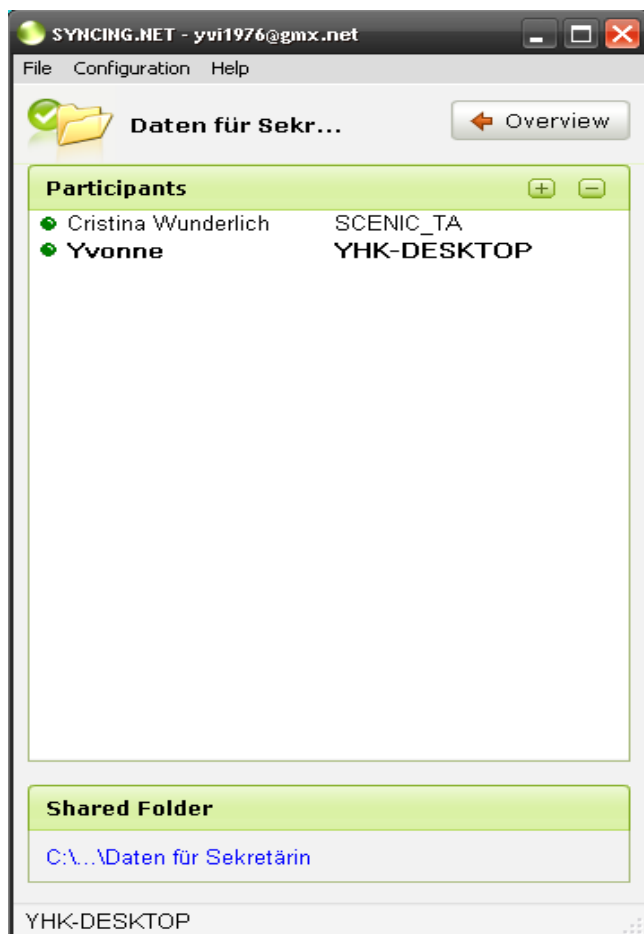 SYNCING.NET - yvi1976@gmx.net
File Configuration Help
Daten für Sekr... Overview
Participants
Cristina Wunderlich SCENIC_TA
Yvonne YHK-DESKTOP
Shared Folder
C:\...\Daten für Sekretärin
YHK-DESKTOP